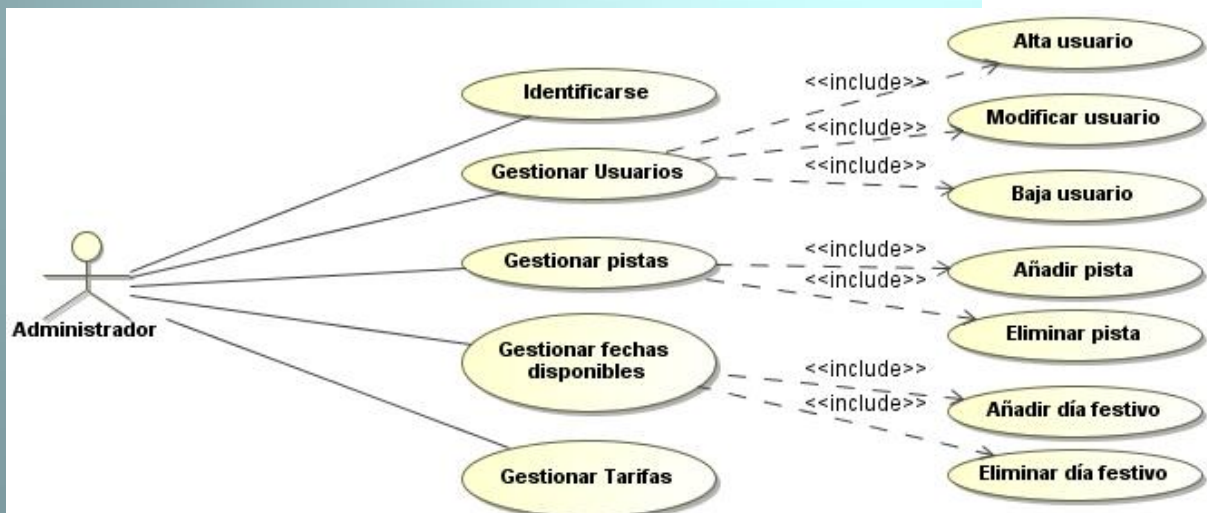 Alta usuario
<<include>>
Identificarse
<<include>>
Modificar usuario
Gestionar Usuarios
<<include>>
Baja usuario
<<include>>
Gestionar pistas
Añadir pista
<<include>>
Administrador
Eliminar pista
Gestionar fechas
disponibles
<<include>>
<<include>>
Añadir día festivo
Gestionar Tarifas
Eliminar día festivo